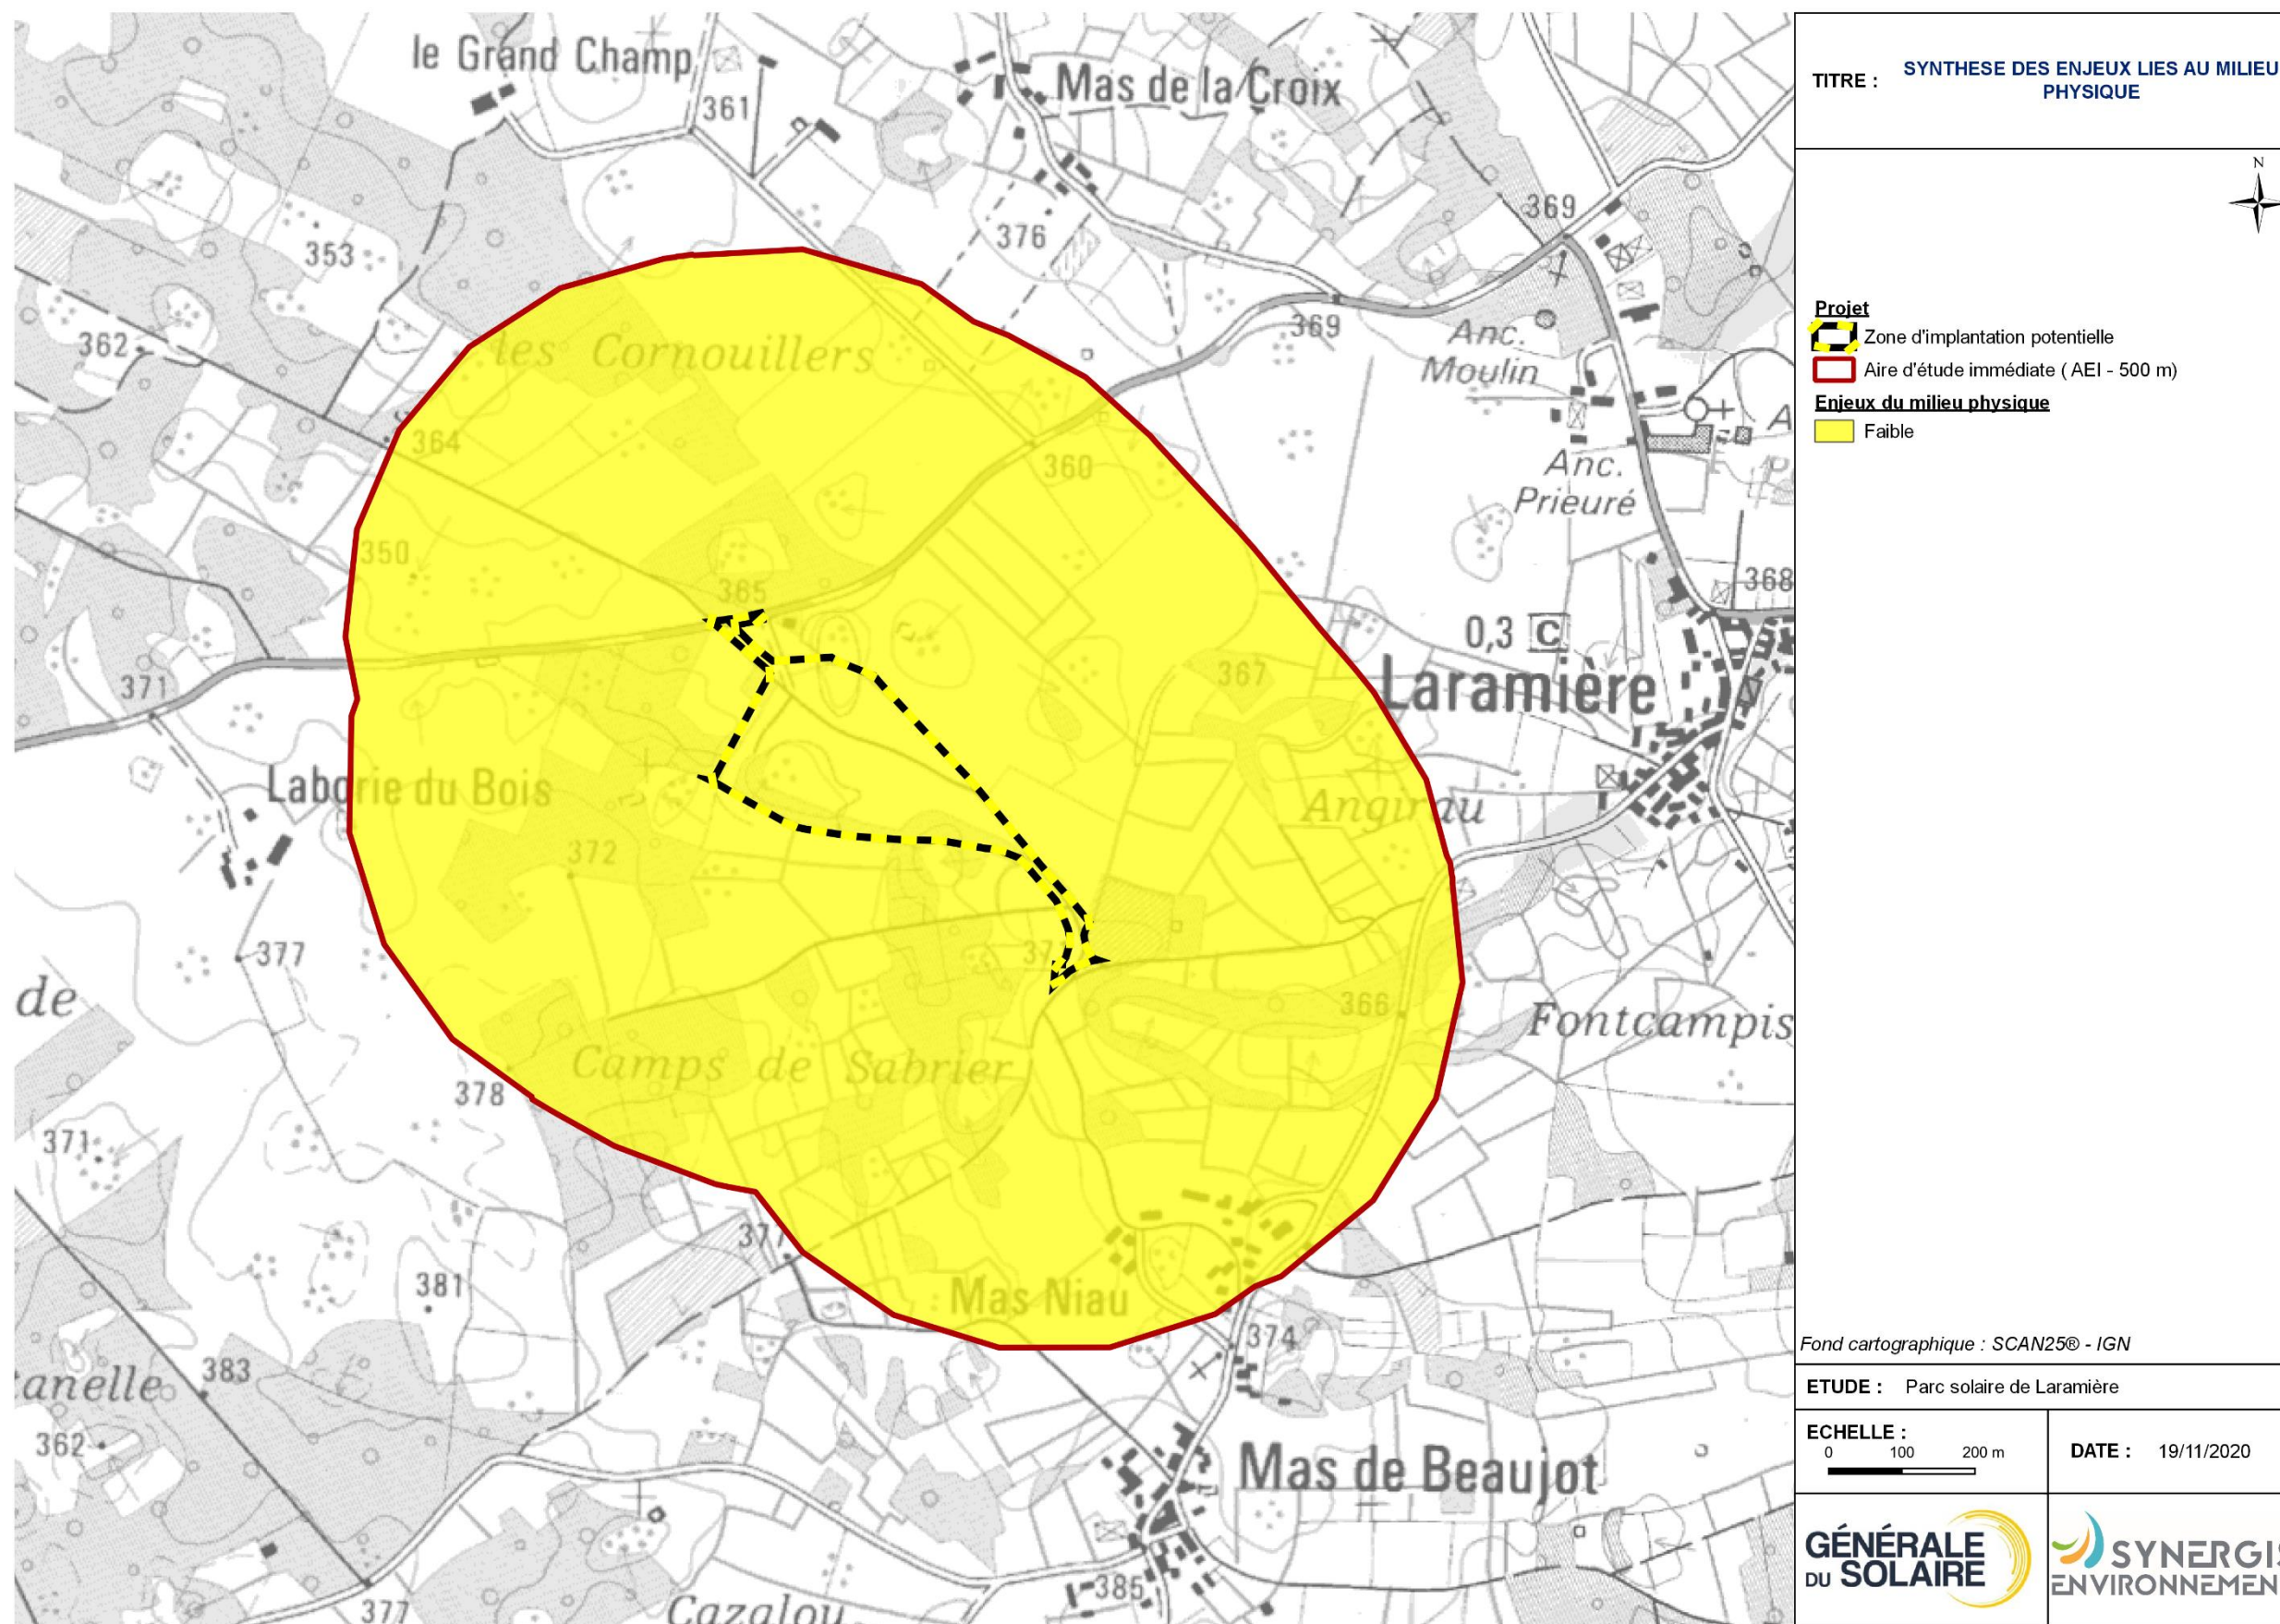 le Grand Champ
361
Mas de la Croix
353
376
369
362
369
les Cornouillers
Anc.
Moulin
364
360
Anc.
Prieuré
350
365
368
0,3 C
367
371
Laramière
Laborie du Bois
Angirau
372
377
de
366
Fontcampis
Camps de Sabrier
378
371
377
381
Mas Niau
374
383
anelle
362
Mas de Beaujot
385
377
Cazalou
TITRE : SYNTHESE DES ENJEUX LIES AU MILIEU
PHYSIQUE
N
Projet
Zone d'implantation potentielle
Aire d'étude immédiate ( AEI - 500 m)
Enjeux du milieu physique
Faible
Fond cartographique : SCAN25® - IGN
ETUDE : Parc solaire de Laramière
ECHELLE :
0 100 200 m
DATE : 19/11/2020
GÉNÉRALE
DU SOLAIRE
SYNERGIS
ENVIRONNEMEN